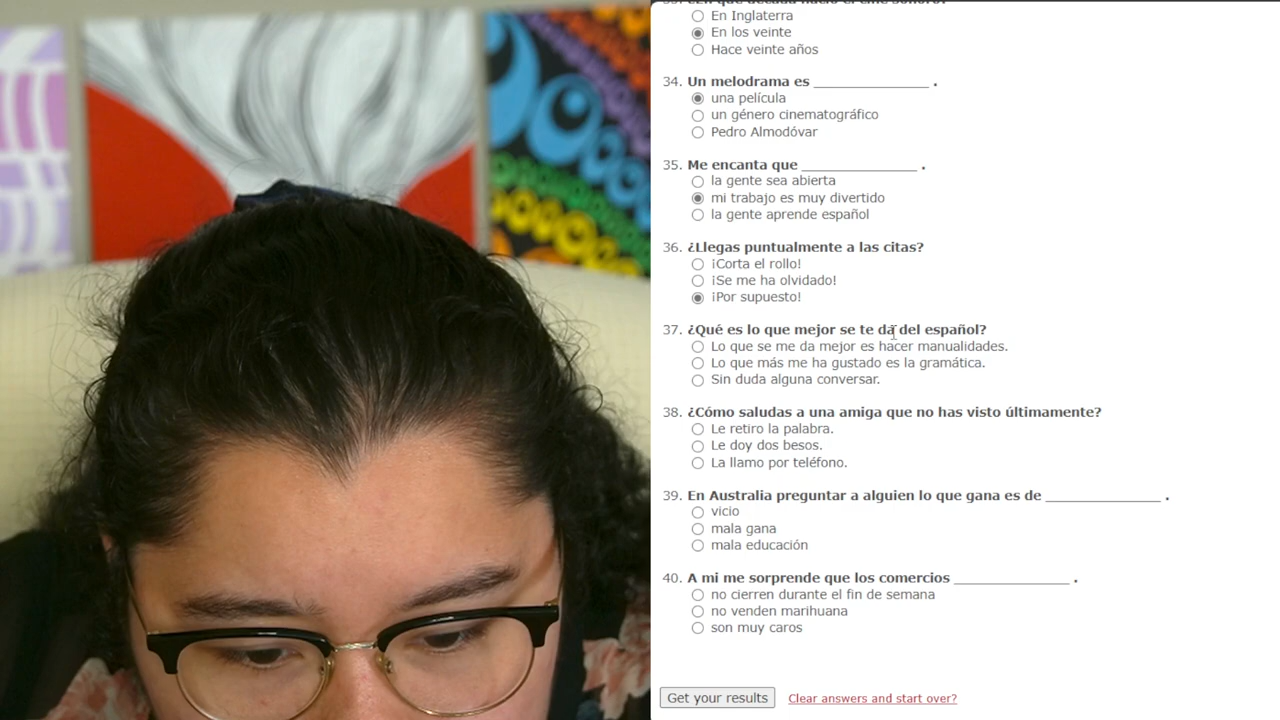 En Inglaterra
En los veinte
Hace veinte años
34. Un melodrama es ________________ .
una película
un género cinematográfico
Pedro Almodóvar
35. Me encanta que ________________ .
la gente sea abierta
mi trabajo es muy divertido
la gente aprende español
36. ¿Llegas puntualmente a las citas?
¡Corta el rollo!
¡Se me ha olvidado!
¡Por supuesto!
37. ¿Qué es lo que mejor se te da del español?
Lo que se me da mejor es hacer manualidades.
Lo que más me ha gustado es la gramática.
Sin duda alguna conversar.
38. ¿Cómo saludas a una amiga que no has visto últimamente?
Le retiro la palabra.
Le doy dos besos.
La llamo por teléfono.
39. En Australia preguntar a alguien lo que gana es de ________________ .
vicio
mala gana
mala educación
40. A mi me sorprende que los comercios ________________ .
no cierren durante el fin de semana
no venden marihuana
son muy caros
Get your results Clear answers and start over?